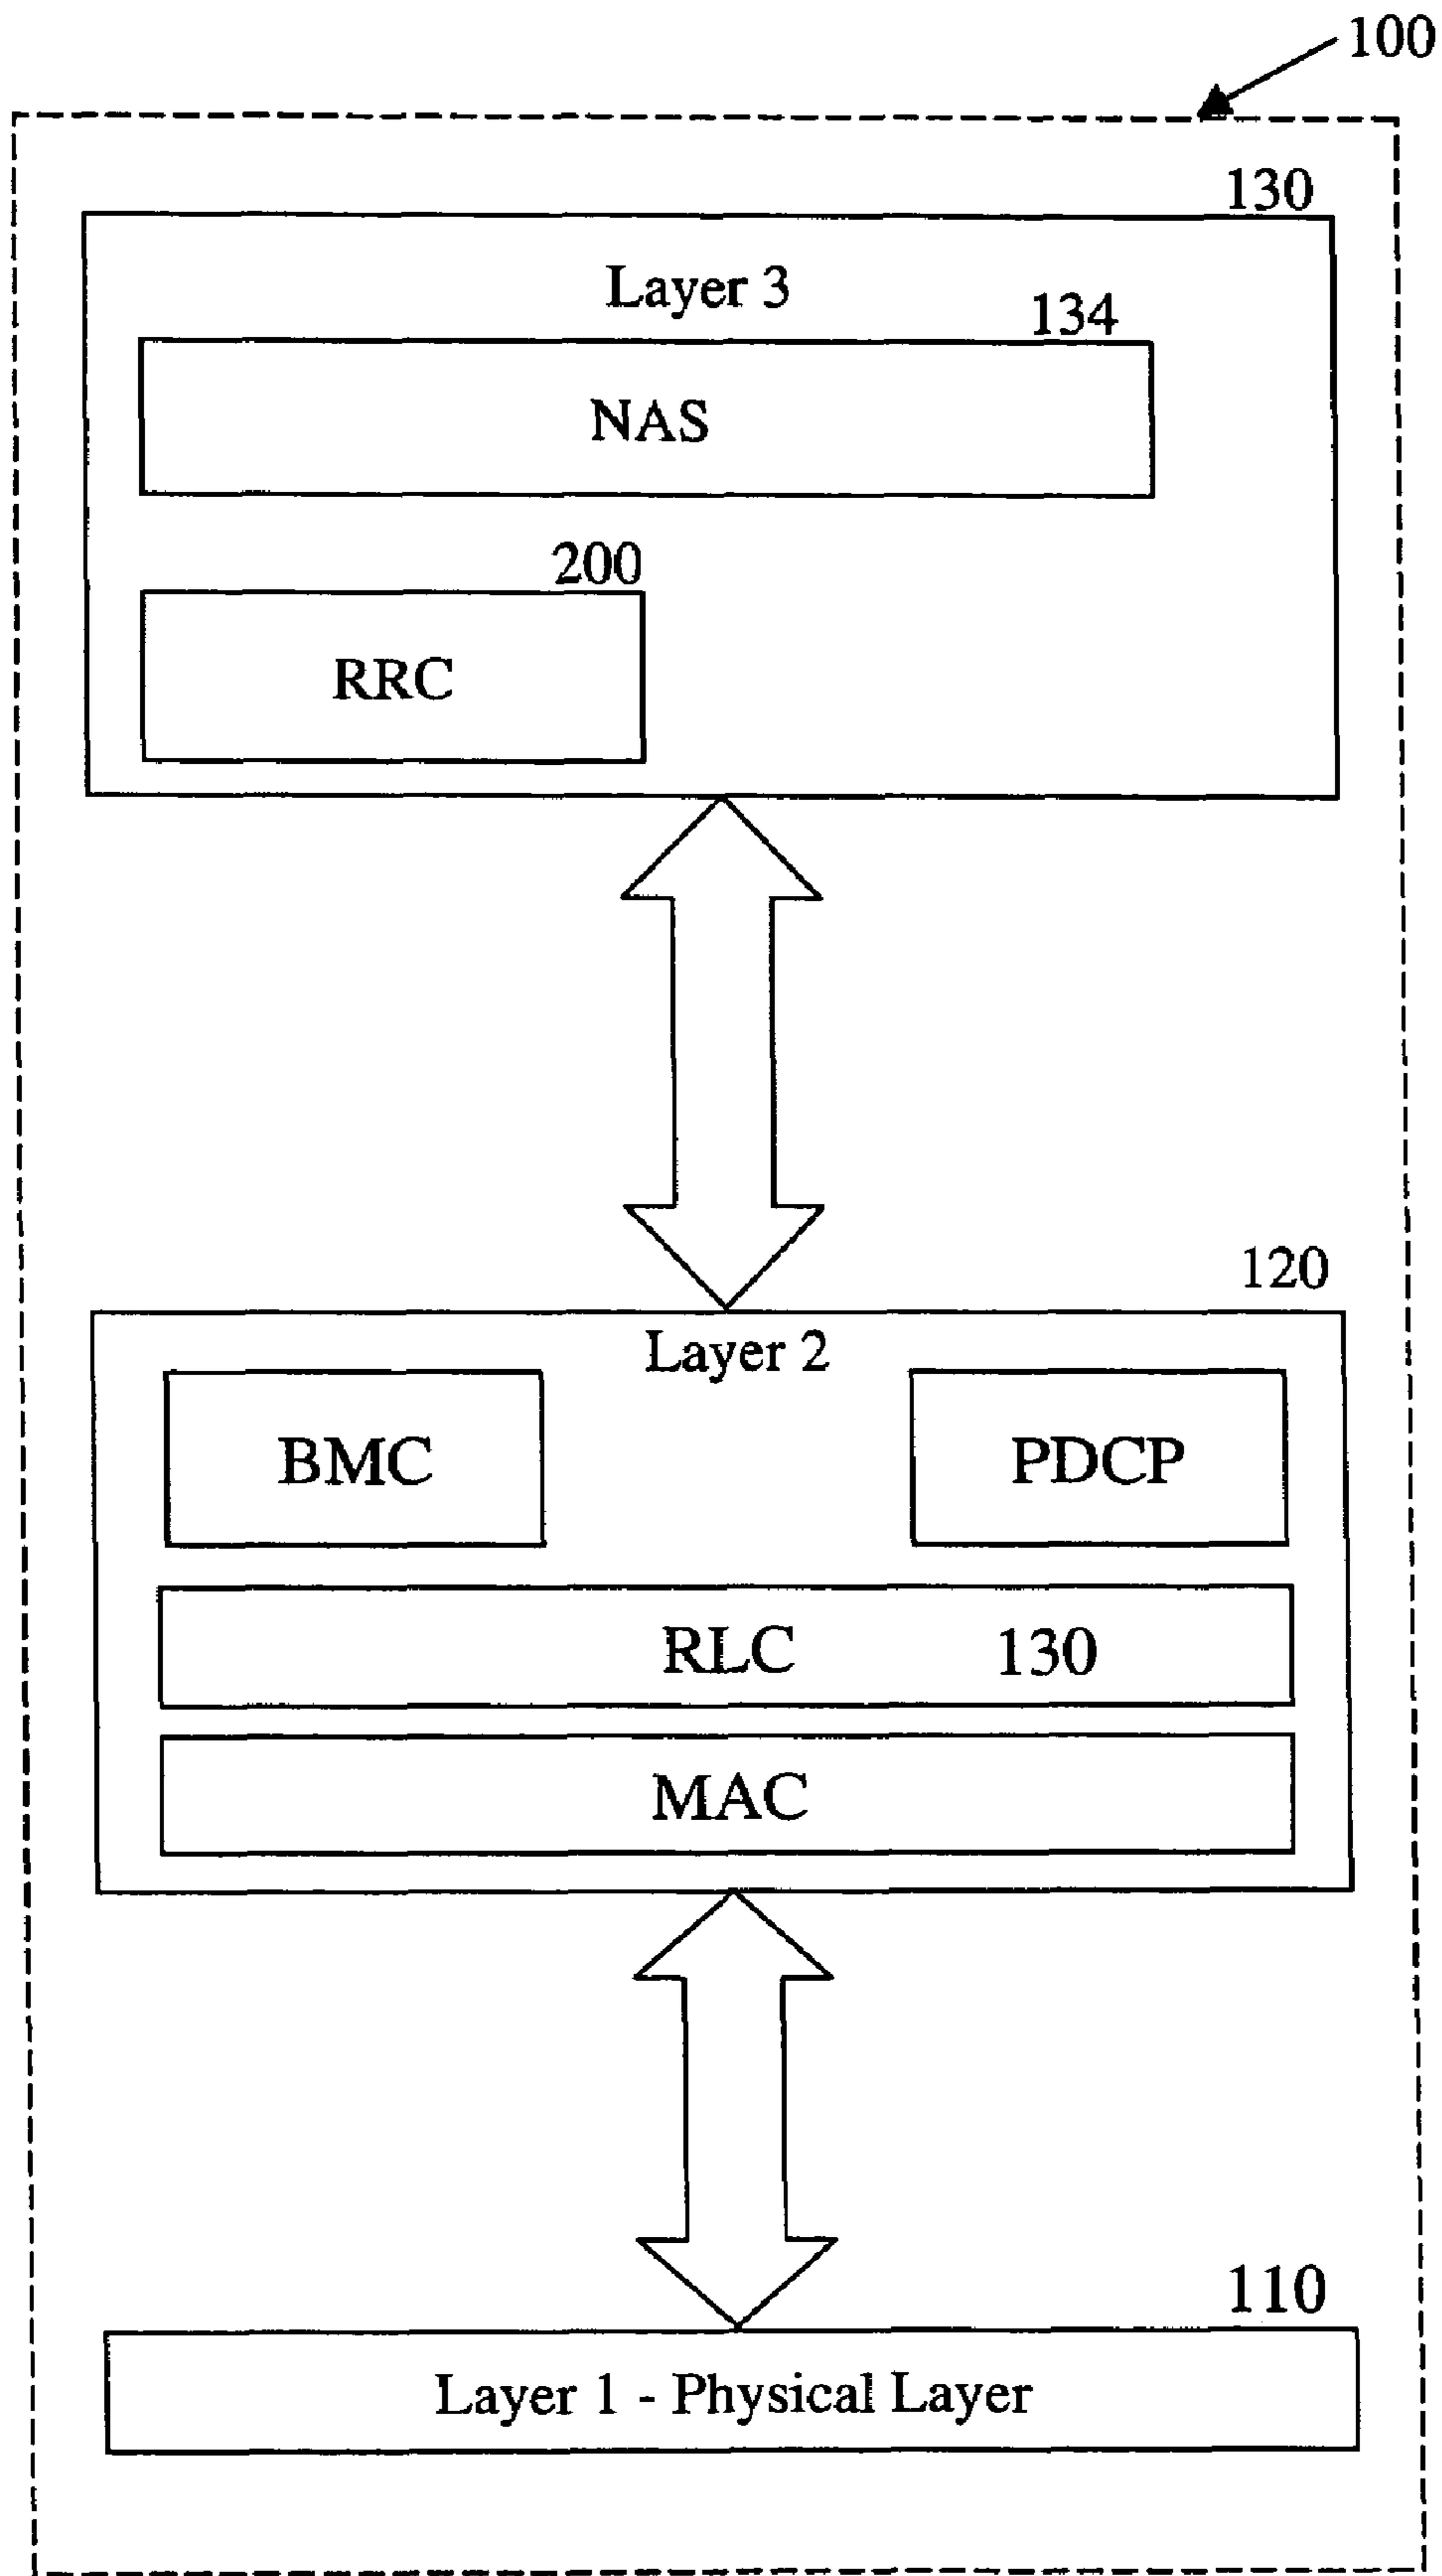 100
130
Layer 3
134
NAS
200
RRC
120
Layer 2
BMC
PDCP
RLC 130
MAC
110
Layer 1 - Physical Layer